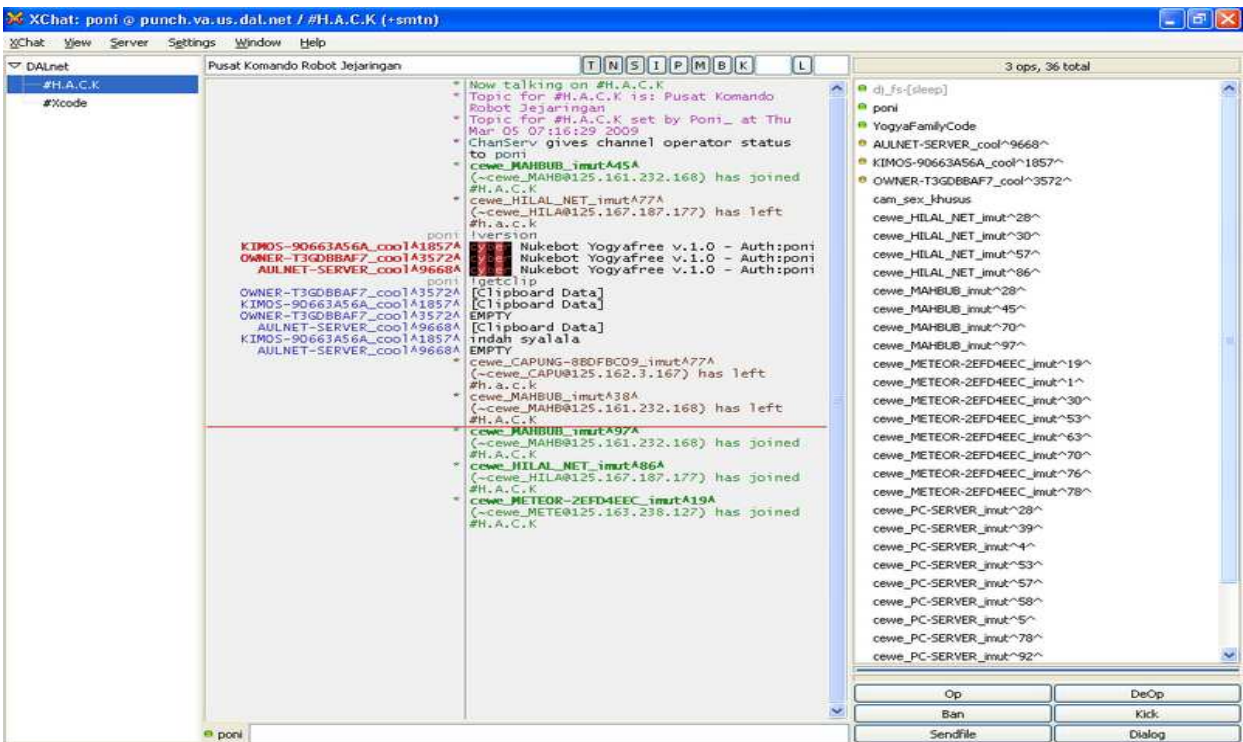 XChat: poni @ punch.va.us.dal.net / #H.A.C.K (+smtn)
XChat View Server Settings Window Help
DALnet
#H.A.C.K
#Xcode
Pusat Komando Robot Jejaringan
T N S I P M B K L
3 ops, 36 total
* Now talking on #H.A.C.K
* Topic for #H.A.C.K is: Pusat Komando
Robot Jejaringan
* Topic for #H.A.C.K set by Poni_ at Thu
Mar 05 07:16:29 2009
* ChanServ gives channel operator status
to poni
* cewe_MAHBUB_imut^45^
(~cewe_MAHB@125.161.232.168) has joined
#H.A.C.K
* cewe_HILAL_NET_imut^77^
(~cewe_HILA@125.167.187.177) has left
#h.a.c.k
poni !version
KIMOS-90663A56A_cool^1857^ cyber Nukebot Yogyafree v.1.0 - Auth:poni
OWNER-T3GDBBAF7_cool^3572^ cyber Nukebot Yogyafree v.1.0 - Auth:poni
AULNET-SERVER_cool^9668^ cyber Nukebot Yogyafree v.1.0 - Auth:poni
poni !getclip
OWNER-T3GDBBAF7_cool^3572^ [Clipboard Data]
KIMOS-90663A56A_cool^1857^ [Clipboard Data]
OWNER-T3GDBBAF7_cool^3572^ EMPTY
AULNET-SERVER_cool^9668^ [Clipboard Data]
KIMOS-90663A56A_cool^1857^ indah syalala
AULNET-SERVER_cool^9668^ EMPTY
* cewe_CAPUNG-8BDFBC09_imut^77^
(~cewe_CAPU@125.162.3.167) has left
#h.a.c.k
* cewe_MAHBUB_imut^38^
(~cewe_MAHB@125.161.232.168) has left
#H.A.C.K
* cewe_MAHBUB_imut^97^
(~cewe_MAHB@125.161.232.168) has joined
#H.A.C.K
* cewe_HILAL_NET_imut^86^
(~cewe_HILA@125.167.187.177) has joined
#H.A.C.K
* cewe_METEOR-2EFD4EEC_imut^19^
(~cewe_METE@125.163.238.127) has joined
#H.A.C.K
dj_fs-[sleep]
poni
YogyaFamilyCode
AULNET-SERVER_cool^9668^
KIMOS-90663A56A_cool^1857^
OWNER-T3GDBBAF7_cool^3572^
cam_sex_khusus
cewe_HILAL_NET_imut^28^
cewe_HILAL_NET_imut^30^
cewe_HILAL_NET_imut^57^
cewe_HILAL_NET_imut^86^
cewe_MAHBUB_imut^28^
cewe_MAHBUB_imut^45^
cewe_MAHBUB_imut^70^
cewe_MAHBUB_imut^97^
cewe_METEOR-2EFD4EEC_imut^19^
cewe_METEOR-2EFD4EEC_imut^1^
cewe_METEOR-2EFD4EEC_imut^30^
cewe_METEOR-2EFD4EEC_imut^53^
cewe_METEOR-2EFD4EEC_imut^63^
cewe_METEOR-2EFD4EEC_imut^70^
cewe_METEOR-2EFD4EEC_imut^76^
cewe_METEOR-2EFD4EEC_imut^78^
cewe_PC-SERVER_imut^28^
cewe_PC-SERVER_imut^39^
cewe_PC-SERVER_imut^4^
cewe_PC-SERVER_imut^53^
cewe_PC-SERVER_imut^57^
cewe_PC-SERVER_imut^58^
cewe_PC-SERVER_imut^5^
cewe_PC-SERVER_imut^78^
cewe_PC-SERVER_imut^92^
Op DeOp
Ban Kick
Sendfile Dialog
poni